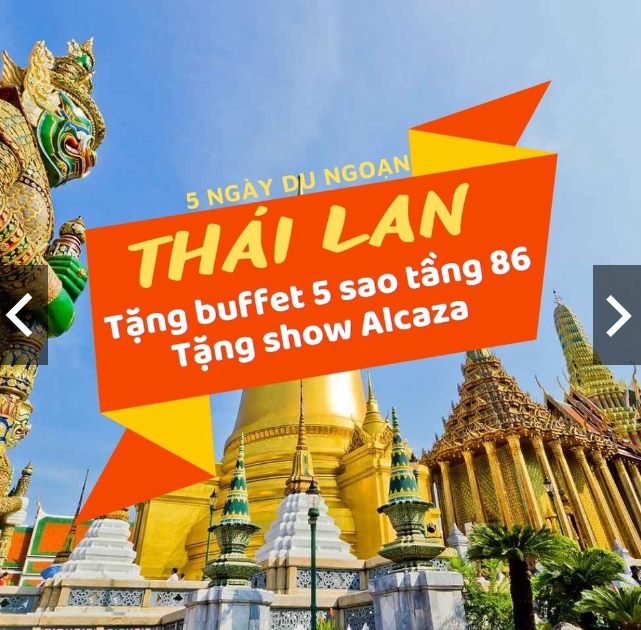 5 NGÀY DU NGOẠN
THÁI LAN
Tặng buffet 5 sao tầng 86
Tặng show Alcaza